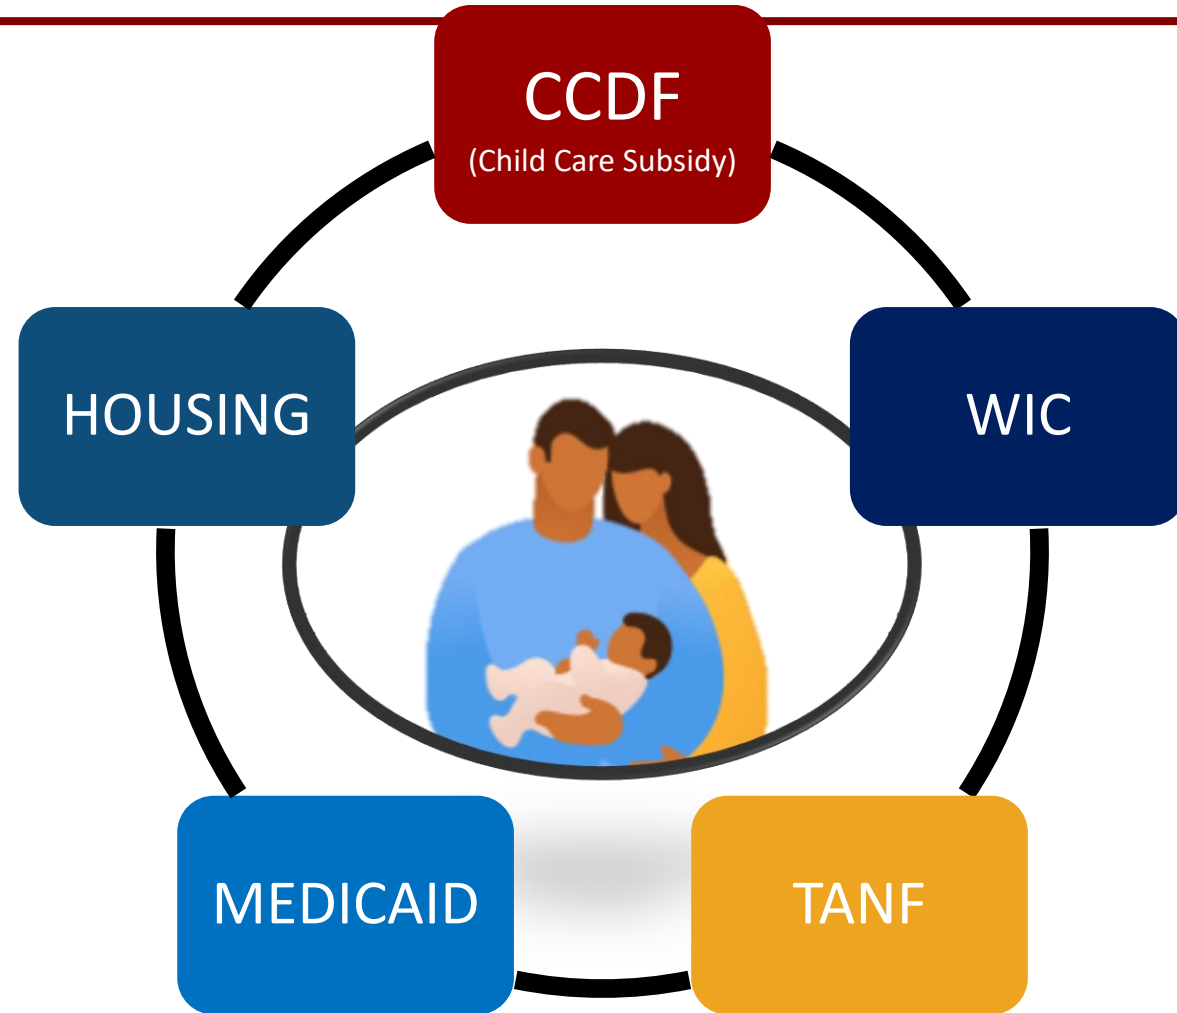 CCDF
(Child Care Subsidy)
HOUSING
WIC
MEDICAID
TANF